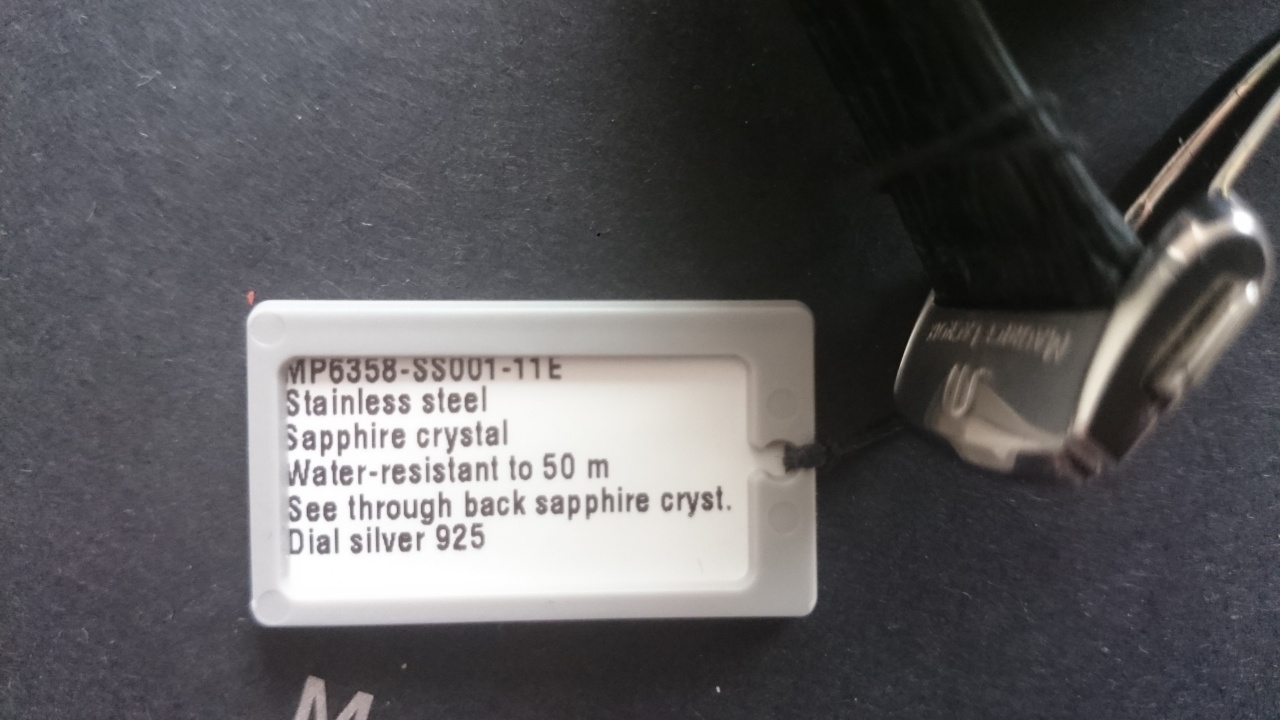 MP6358-SS001-11E
Stainless steel
Sapphire crystal
Water-resistant to 50 m
See through back sapphire cryst.
Dial silver 925
M